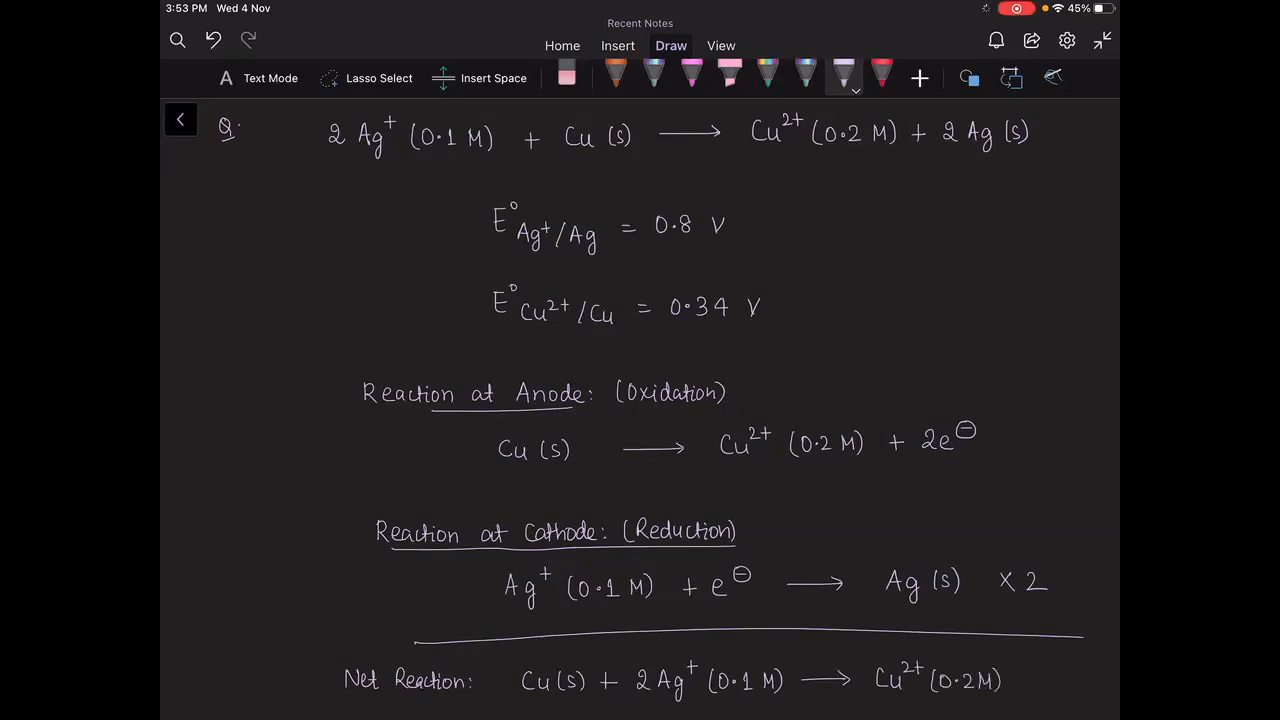 3:53 PM Wed 4 Nov
45%
Recent Notes
Home Insert Draw View
Text Mode Lasso Select Insert Space
Q: 2 Ag⁺ (0.1 M) + Cu (s) ⟶ Cu²⁺ (0.2 M) + 2 Ag (s)
E° Ag⁺/Ag = 0.8 V
E° Cu²⁺/Cu = 0.34 V
Reaction at Anode: (Oxidation)
Cu (s) ⟶ Cu²⁺ (0.2 M) + 2e⊖
Reaction at Cathode: (Reduction)
Ag⁺ (0.1 M) + e⊖ ⟶ Ag (s) × 2
Net Reaction: Cu(s) + 2 Ag⁺ (0.1 M) ⟶ Cu²⁺ (0.2M)